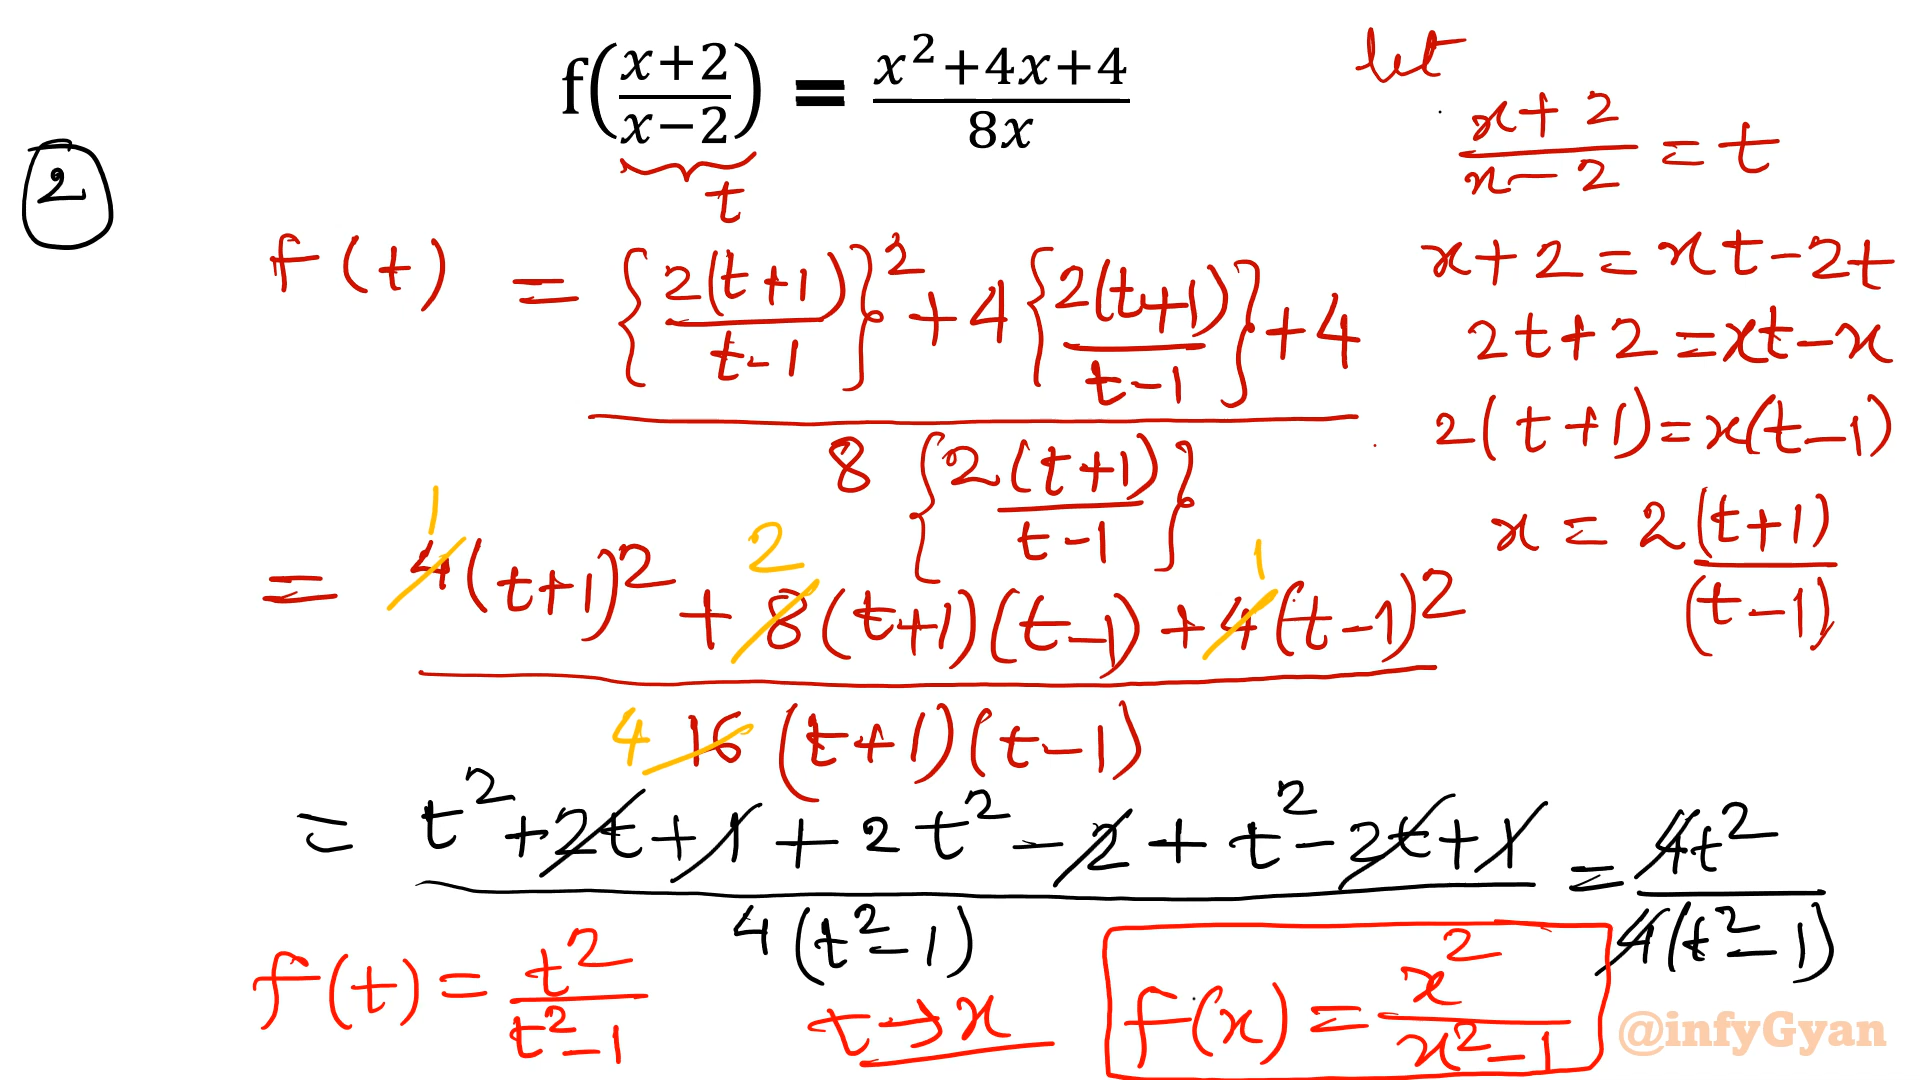 f((x+2)/(x−2)) = (x²+4x+4)/(8x)
t
let
(x+2)/(x−2) = t
2
x+2 = xt−2t
2t+2 = xt−x
2(t+1) = x(t−1)
x = 2(t+1)/(t−1)
f(t) = ({2(t+1)/(t−1)}² + 4{2(t+1)/(t−1)} + 4)/(8{2(t+1)/(t−1)})
1 2 1
= (4(t+1)² + 8(t+1)(t−1) + 4(t−1)²)/(16(t+1)(t−1))
4
= (t²+2t+1+2t²−2+t²−2t+1)/(4(t²−1)) = 4t²/(4(t²−1))
f(t) = t²/(t²−1)
t→x
f(x) = x²/(x²−1)
@infyGyan